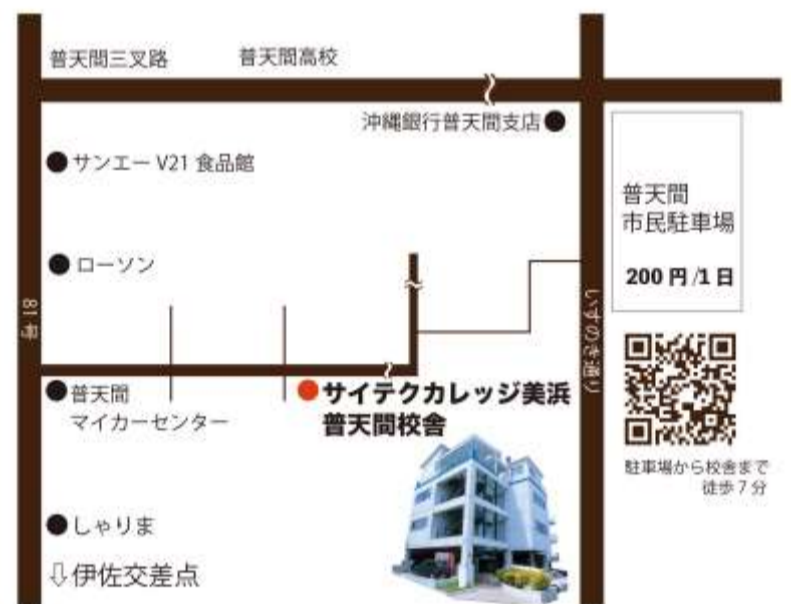 普天間三叉路
普天間高校
沖縄銀行普天間支店
サンエー V21 食品館
普天間
市民駐車場
200 円 /1 日
ローソン
81号
いすのき通り
普天間
マイカーセンター
サイテクカレッジ美浜
普天間校舎
駐車場から校舎まで
徒歩 7 分
しゃりま
⇩伊佐交差点